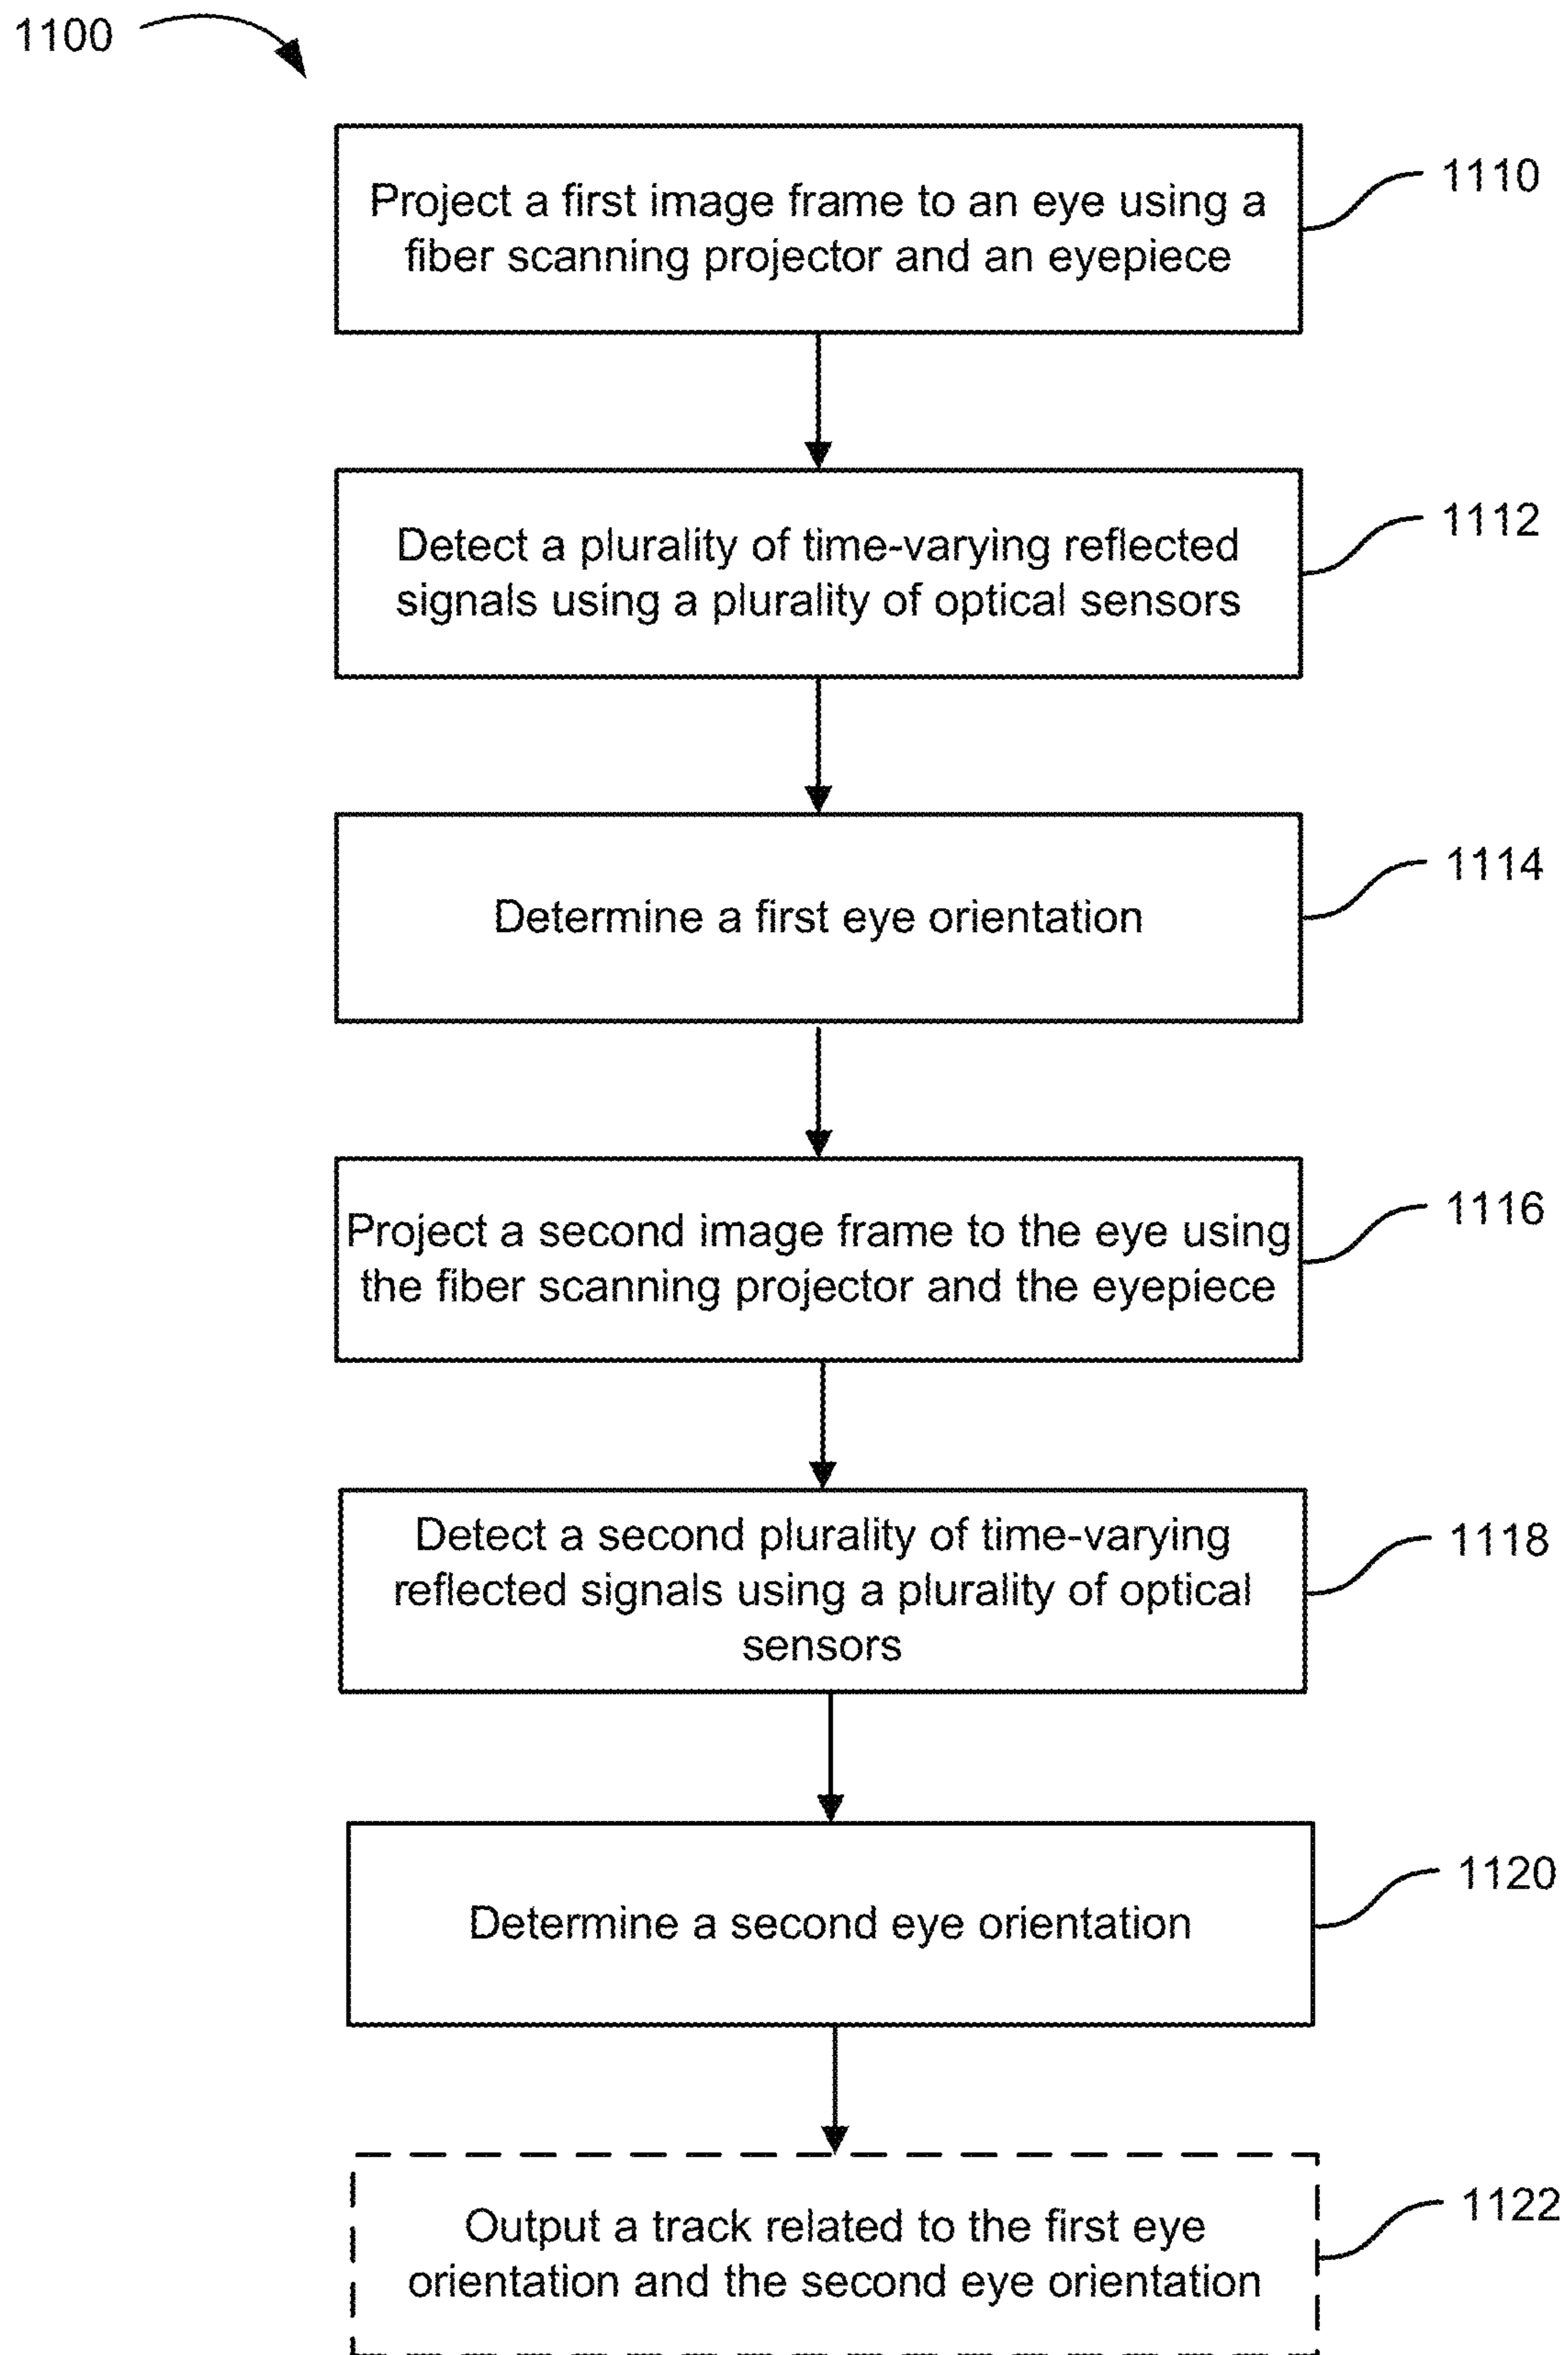 1100
Project a first image frame to an eye using a
fiber scanning projector and an eyepiece
1110
Detect a plurality of time-varying reflected
signals using a plurality of optical sensors
1112
Determine a first eye orientation
1114
Project a second image frame to the eye using
the fiber scanning projector and the eyepiece
1116
Detect a second plurality of time-varying
reflected signals using a plurality of optical
sensors
1118
Determine a second eye orientation
1120
Output a track related to the first eye
orientation and the second eye orientation
1122